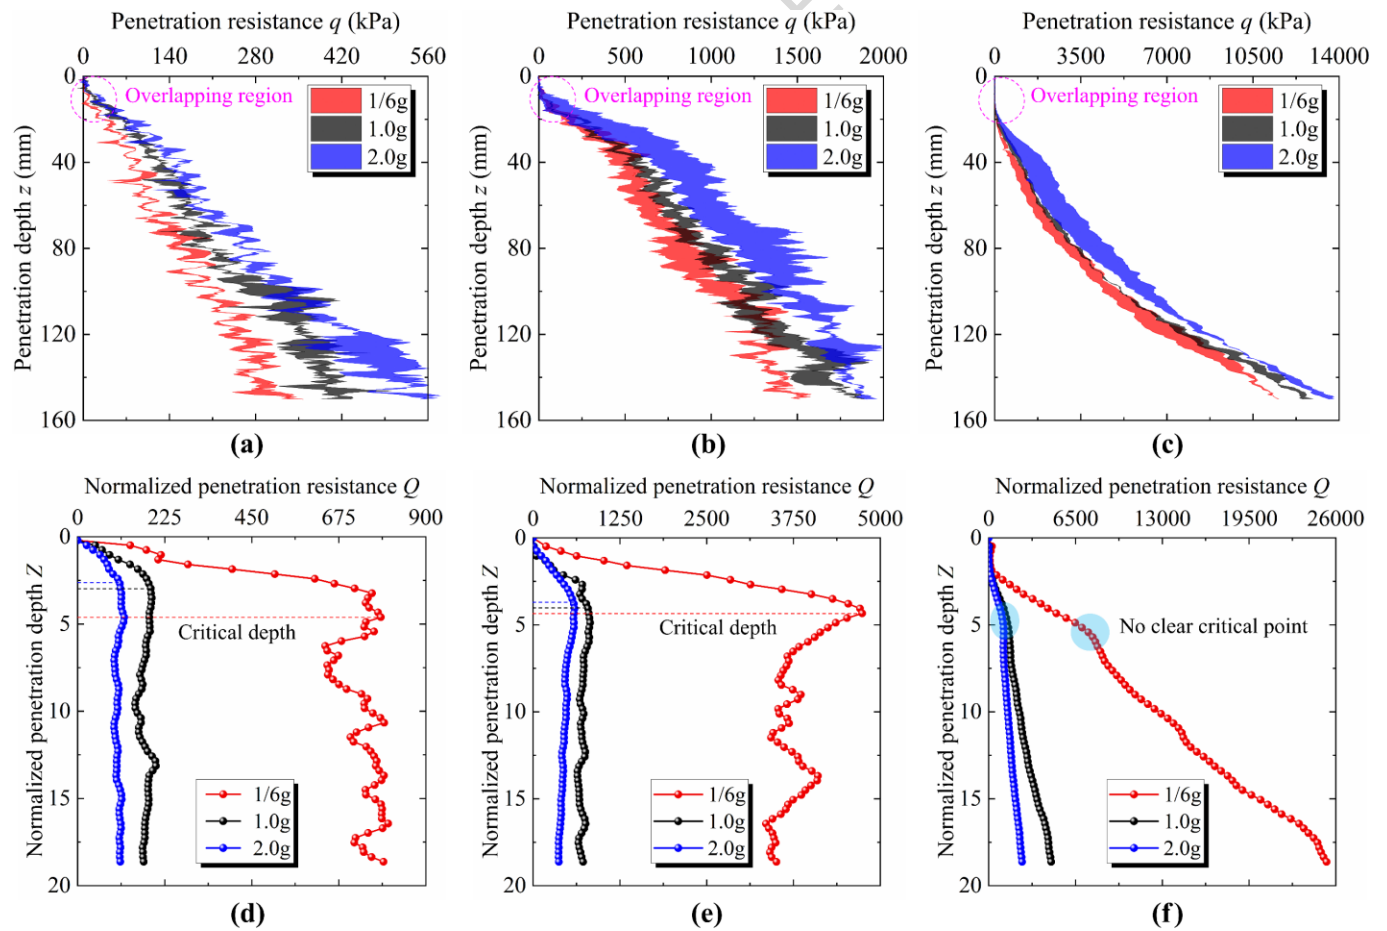 Penetration resistance q (kPa)
0 140 280 420 560
0
40
80
120
160
Penetration depth z (mm)
Overlapping region
1/6g
1.0g
2.0g
(a)
Penetration resistance q (kPa)
0 500 1000 1500 2000
0
40
80
120
160
Penetration depth z (mm)
Overlapping region
1/6g
1.0g
2.0g
(b)
Penetration resistance q (kPa)
0 3500 7000 10500 14000
0
40
80
120
160
Penetration depth z (mm)
Overlapping region
1/6g
1.0g
2.0g
(c)
Normalized penetration resistance Q
0 225 450 675 900
0
5
10
15
20
Normalized penetration depth Z
Critical depth
1/6g
1.0g
2.0g
(d)
Normalized penetration resistance Q
0 1250 2500 3750 5000
0
5
10
15
20
Normalized penetration depth Z
Critical depth
1/6g
1.0g
2.0g
(e)
Normalized penetration resistance Q
0 6500 13000 19500 26000
0
5
10
15
20
Normalized penetration depth Z
No clear critical point
1/6g
1.0g
2.0g
(f)